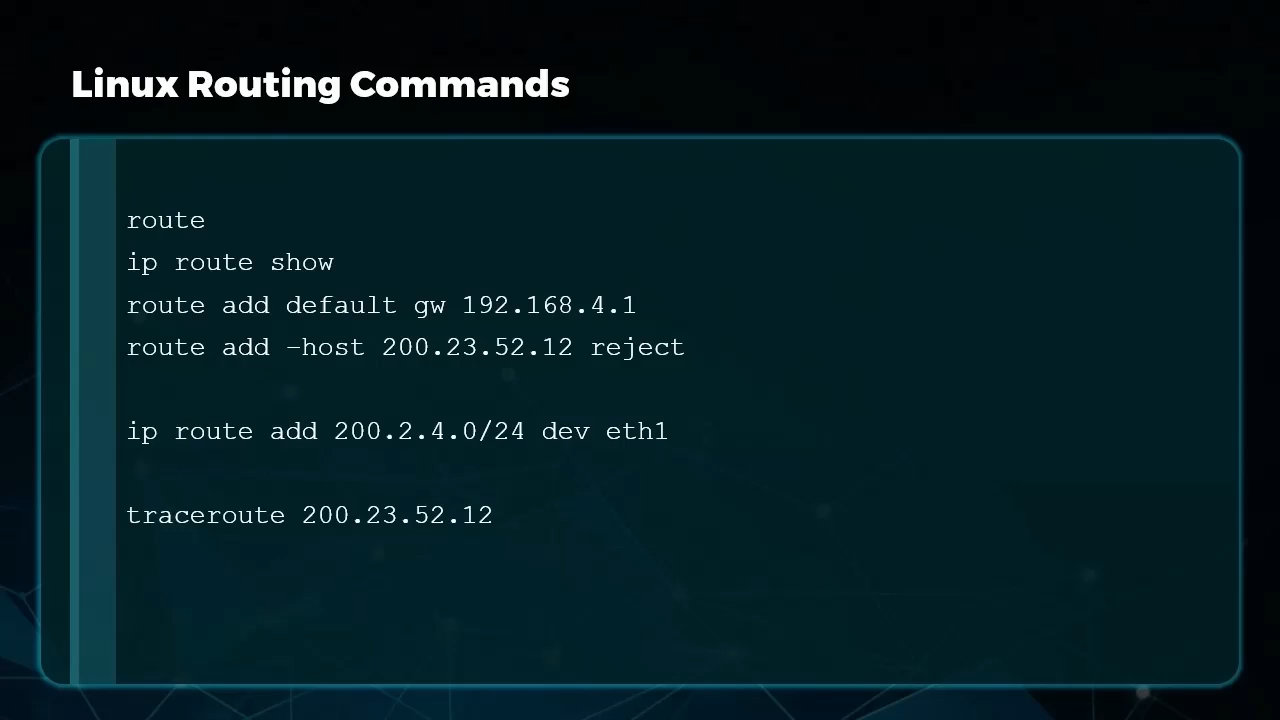 Linux Routing Commands
route
ip route show
route add default gw 192.168.4.1
route add –host 200.23.52.12 reject
ip route add 200.2.4.0/24 dev eth1
traceroute 200.23.52.12